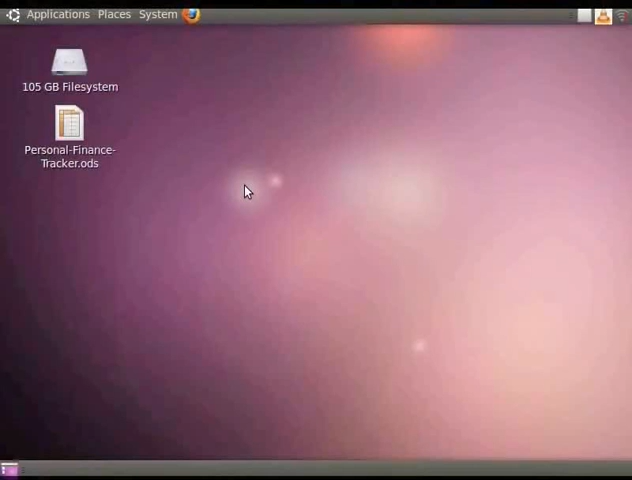 Applications Places System
105 GB Filesystem
Personal-Finance-
Tracker.ods